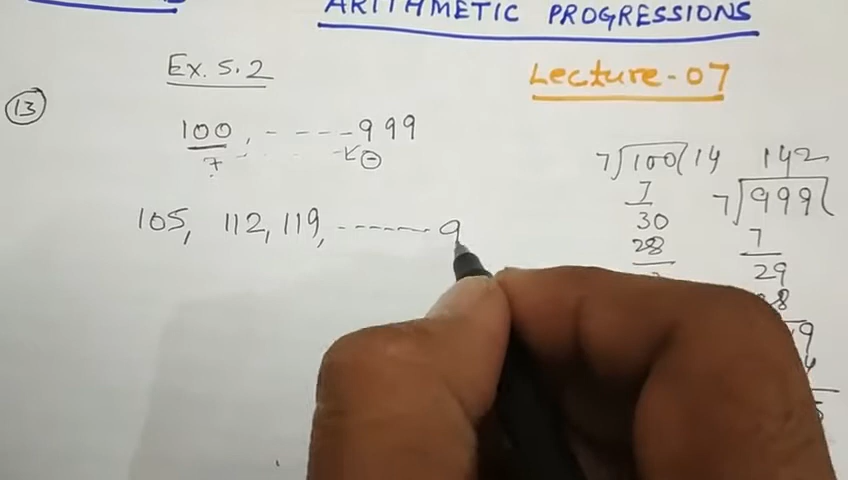 ARITHMETIC PROGRESSIONS
Ex. 5.2
Lecture-07
13
100, - - - - - 999
7
105, 112, 119, - - - - - - 9
7)100(14
7
30
28
142
7)999(
7
29